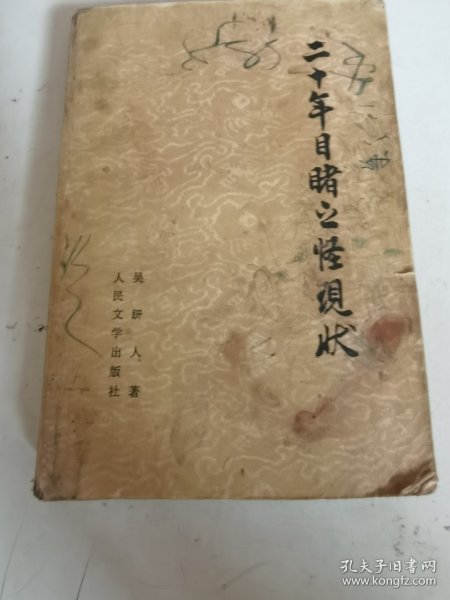 二十年目睹之怪現狀
吴趼人著
人民文学出版社
孔夫子旧书网
www.kongfz.com